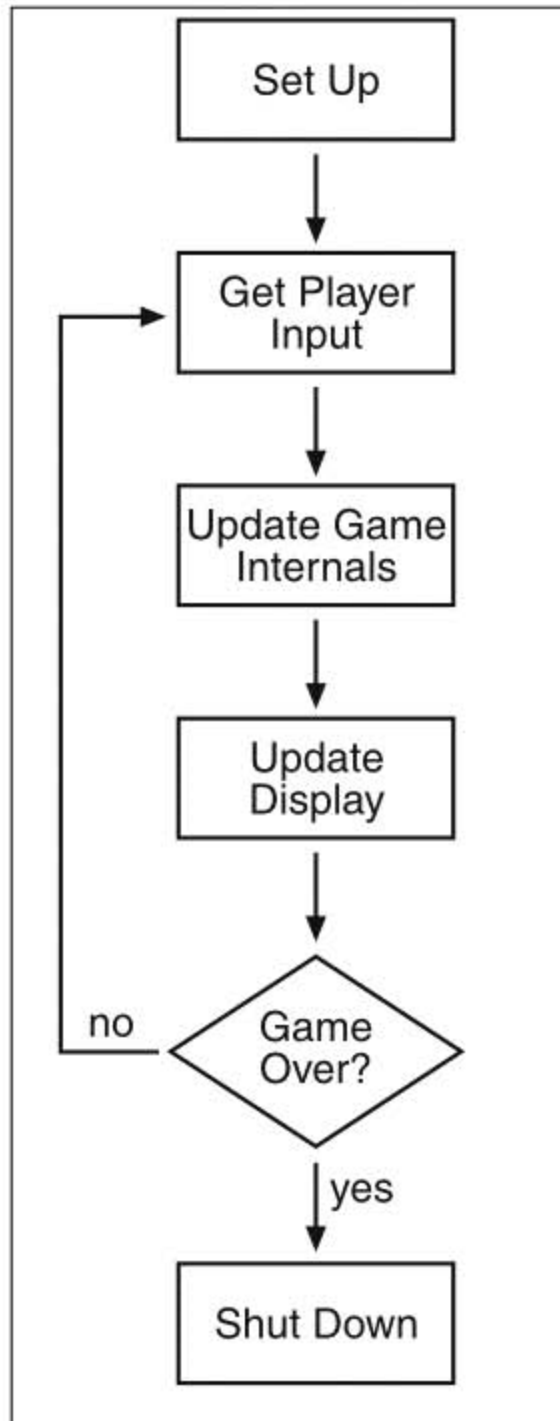 Set Up
Get Player
Input
Update Game
Internals
Update
Display
no
Game
Over?
yes
Shut Down